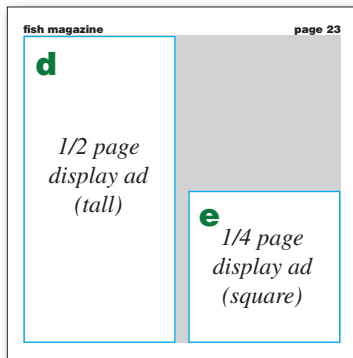 fish magazine page 23
d
1/2 page
display ad
(tall)
e
1/4 page
display ad
(square)